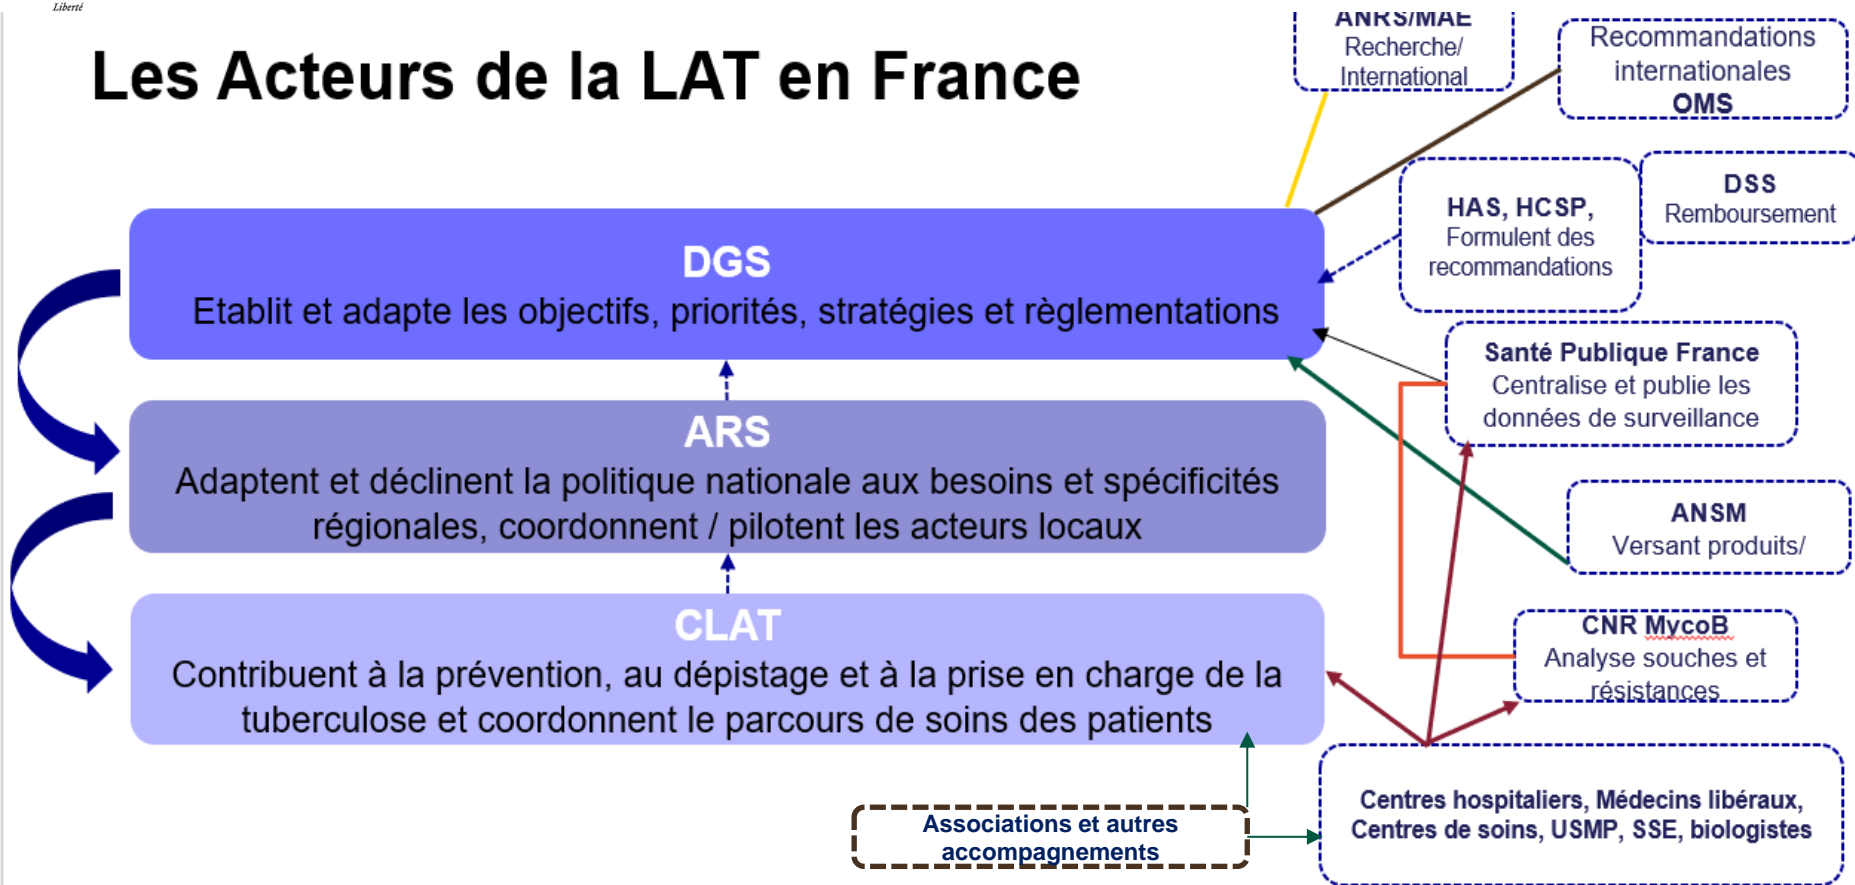 Liberté
Les Acteurs de la LAT en France
ANRS/MAE
Recherche/
International
Recommandations
internationales
OMS
HAS, HCSP,
Formulent des
recommandations
DSS
Remboursement
DGS
Etablit et adapte les objectifs, priorités, stratégies et règlementations
Santé Publique France
Centralise et publie les
données de surveillance
ARS
Adaptent et déclinent la politique nationale aux besoins et spécificités
régionales, coordonnent / pilotent les acteurs locaux
ANSM
Versant produits/
CLAT
Contribuent à la prévention, au dépistage et à la prise en charge de la
tuberculose et coordonnent le parcours de soins des patients
CNR MycoB
Analyse souches et
résistances
Associations et autres
accompagnements
Centres hospitaliers, Médecins libéraux,
Centres de soins, USMP, SSE, biologistes